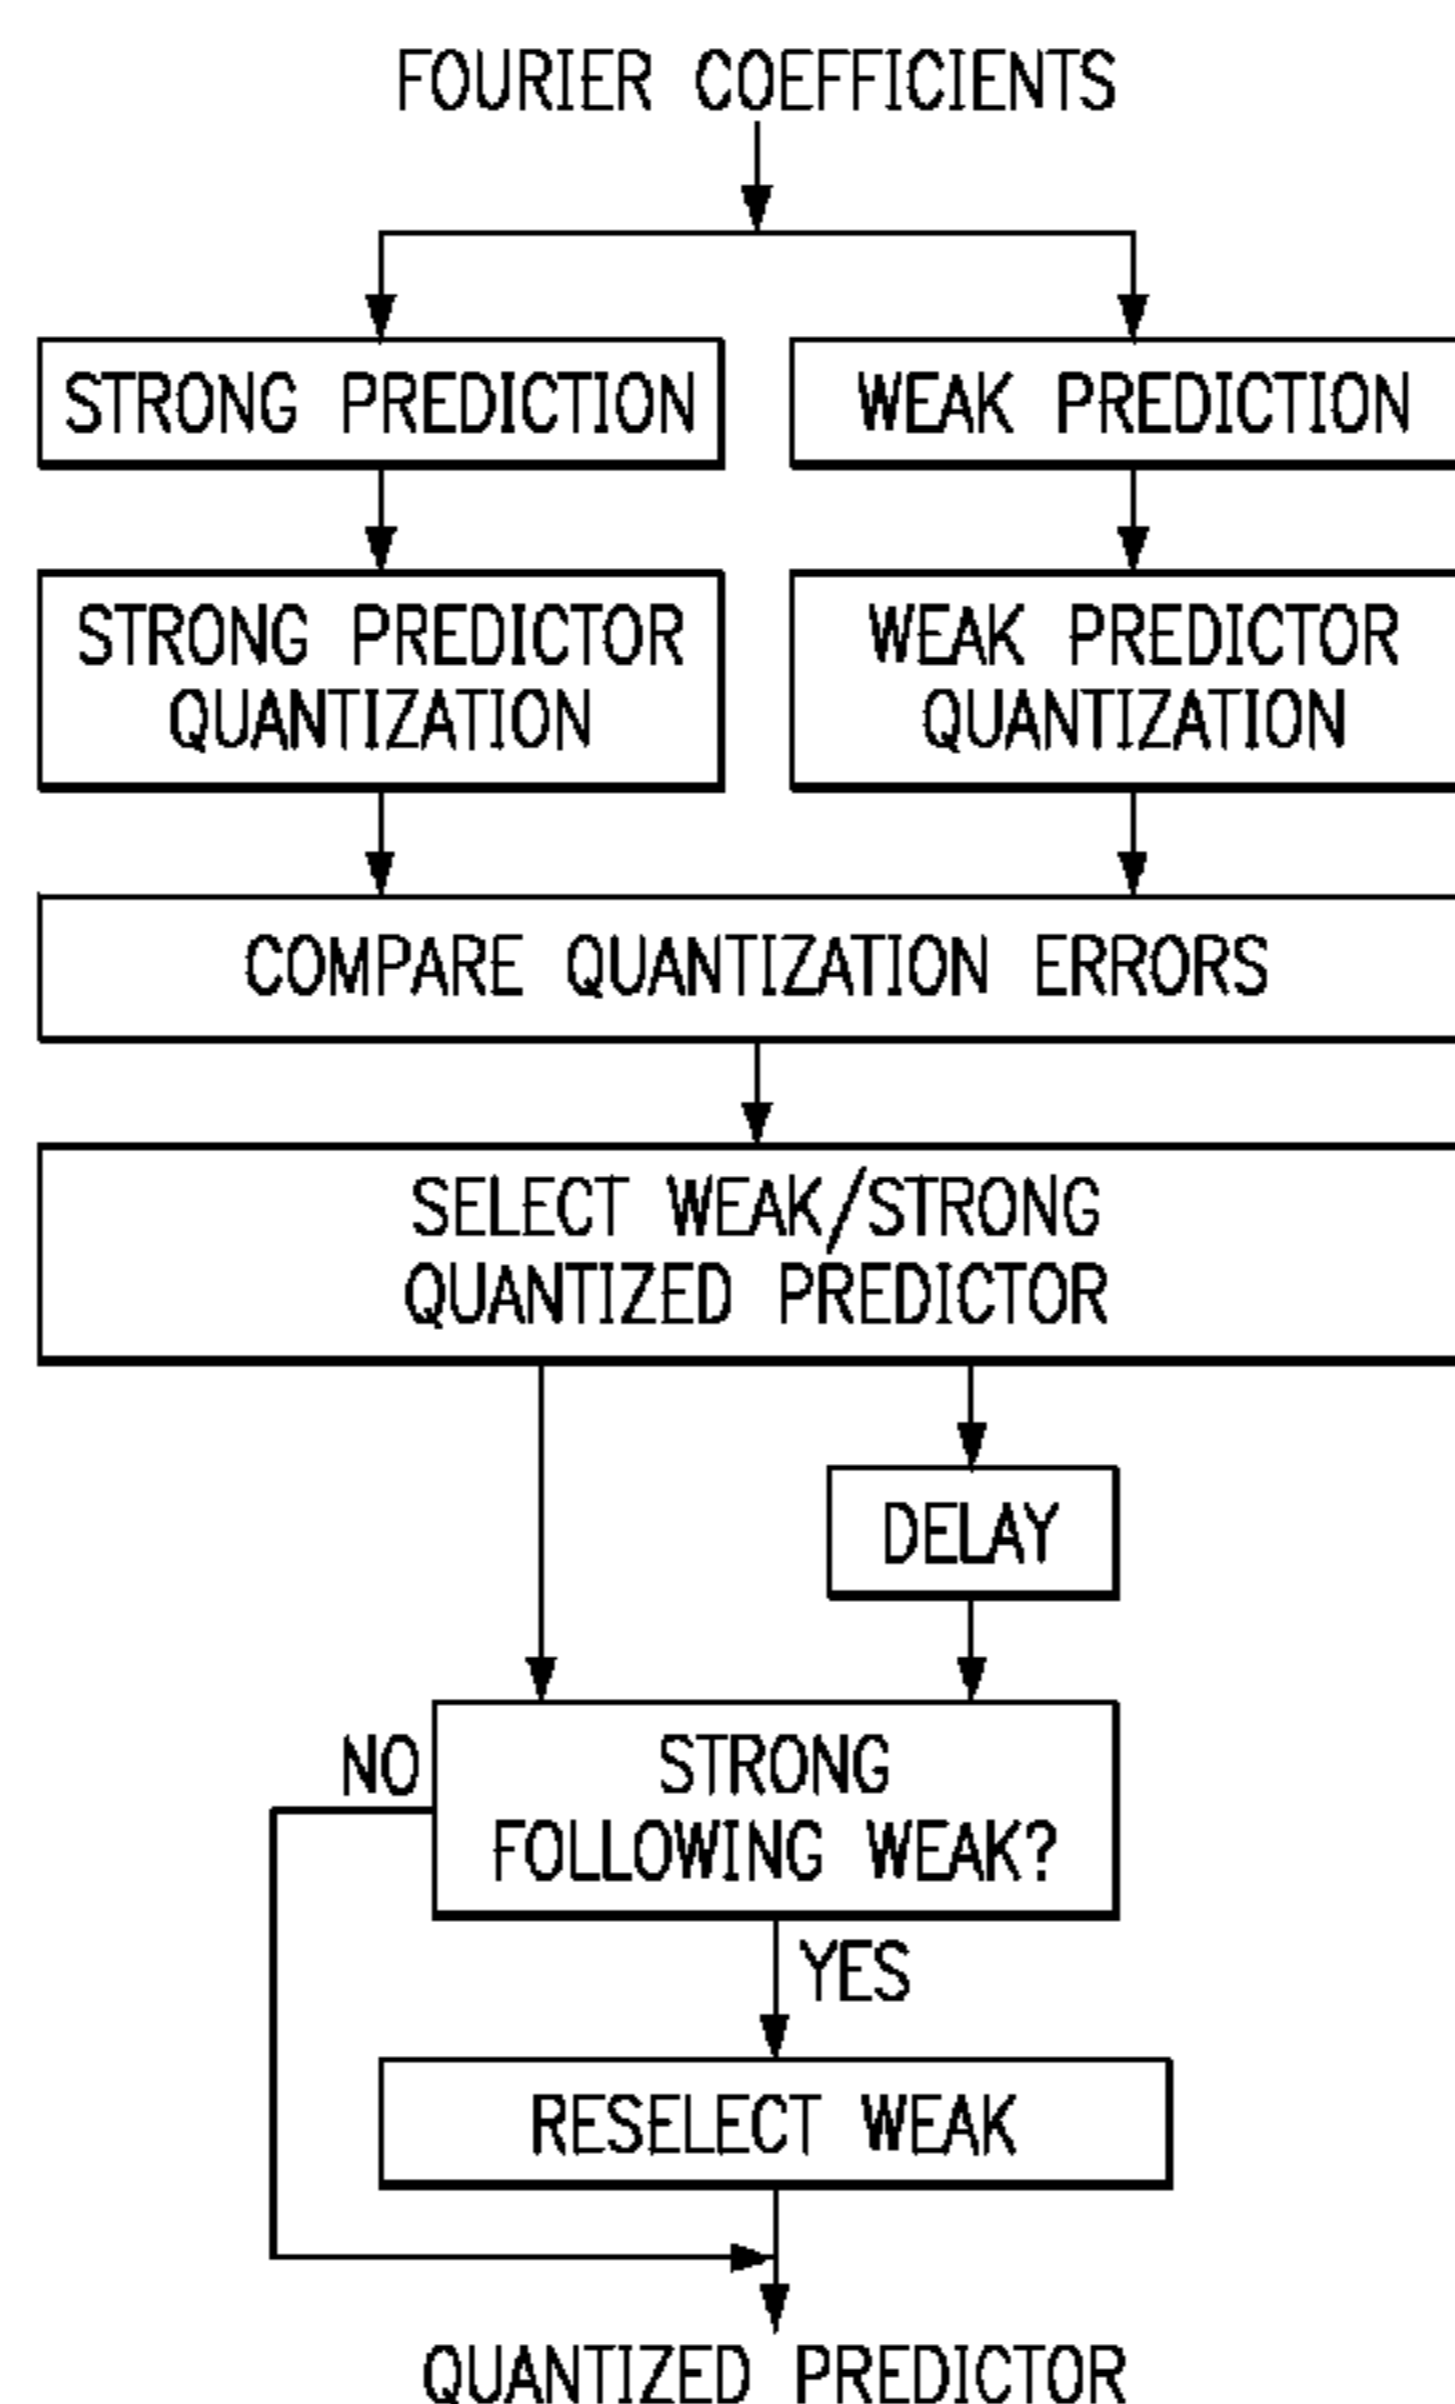 FOURIER COEFFICIENTS
STRONG PREDICTION
WEAK PREDICTION
STRONG PREDICTOR
QUANTIZATION
WEAK PREDICTOR
QUANTIZATION
COMPARE QUANTIZATION ERRORS
SELECT WEAK/STRONG
QUANTIZED PREDICTOR
DELAY
NO
STRONG
FOLLOWING WEAK?
YES
RESELECT WEAK
QUANTIZED PREDICTOR